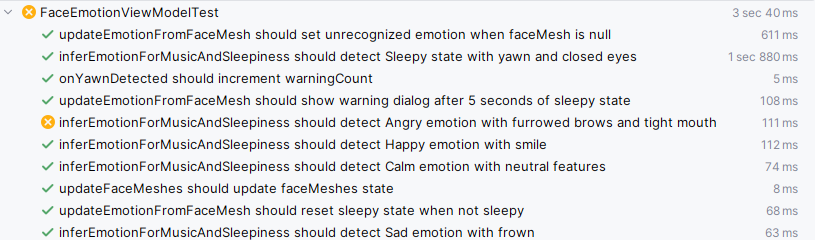 FaceEmotionViewModelTest 3 sec 40 ms
updateEmotionFromFaceMesh should set unrecognized emotion when faceMesh is null 611 ms
inferEmotionForMusicAndSleepiness should detect Sleepy state with yawn and closed eyes 1 sec 880 ms
onYawnDetected should increment warningCount 5 ms
updateEmotionFromFaceMesh should show warning dialog after 5 seconds of sleepy state 108 ms
inferEmotionForMusicAndSleepiness should detect Angry emotion with furrowed brows and tight mouth 111 ms
inferEmotionForMusicAndSleepiness should detect Happy emotion with smile 112 ms
inferEmotionForMusicAndSleepiness should detect Calm emotion with neutral features 74 ms
updateFaceMeshes should update faceMeshes state 8 ms
updateEmotionFromFaceMesh should reset sleepy state when not sleepy 68 ms
inferEmotionForMusicAndSleepiness should detect Sad emotion with frown 63 ms